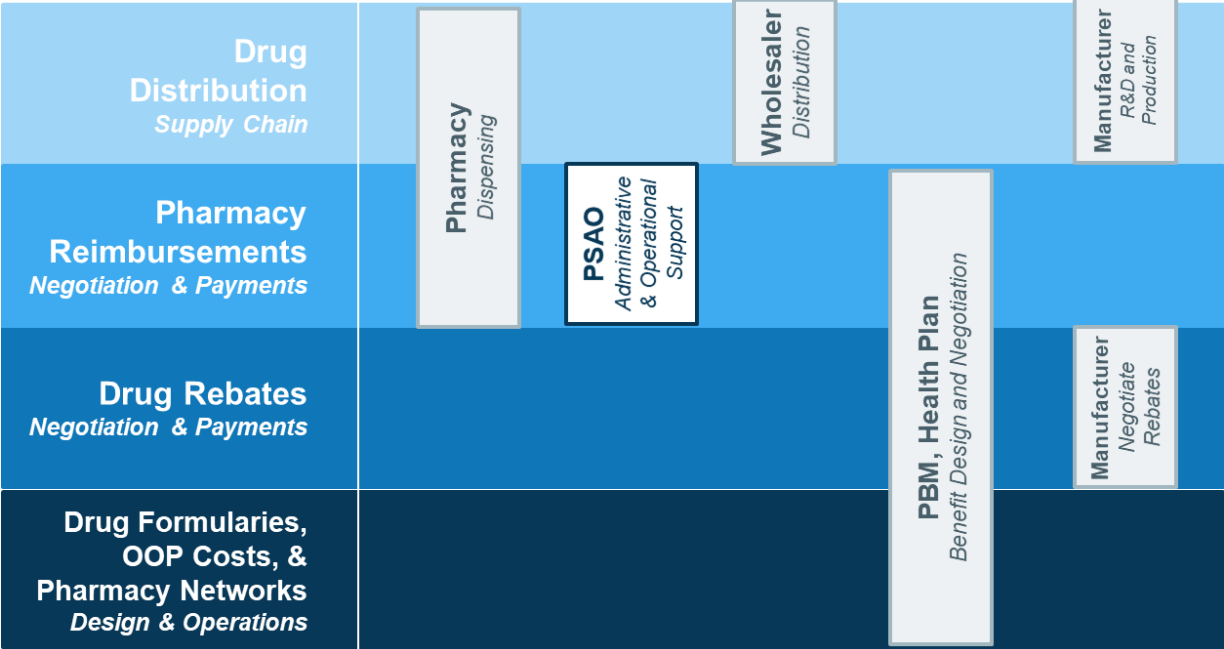 Drug
Distribution
Supply Chain
Pharmacy
Reimbursements
Negotiation & Payments
Drug Rebates
Negotiation & Payments
Drug Formularies,
OOP Costs, &
Pharmacy Networks
Design & Operations
Pharmacy
Dispensing
PSAO
Administrative
& Operational
Support
Wholesaler
Distribution
PBM, Health Plan
Benefit Design and Negotiation
Manufacturer
R&D and
Production
Manufacturer
Negotiate
Rebates